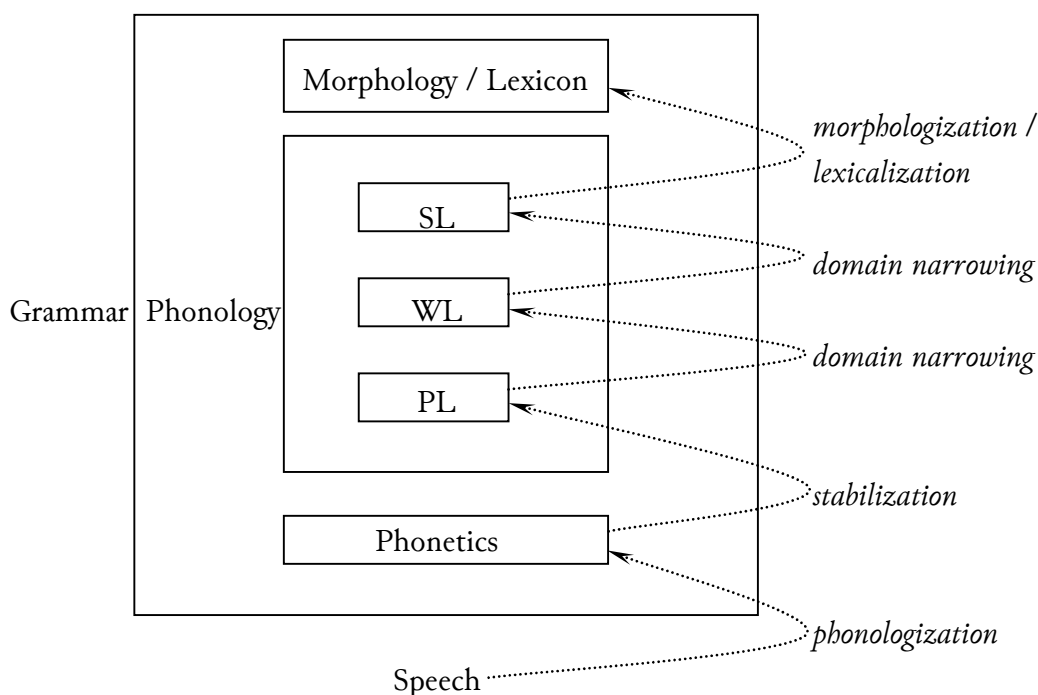 Morphology / Lexicon
morphologization /
lexicalization
SL
domain narrowing
Grammar
Phonology
WL
domain narrowing
PL
stabilization
Phonetics
phonologization
Speech